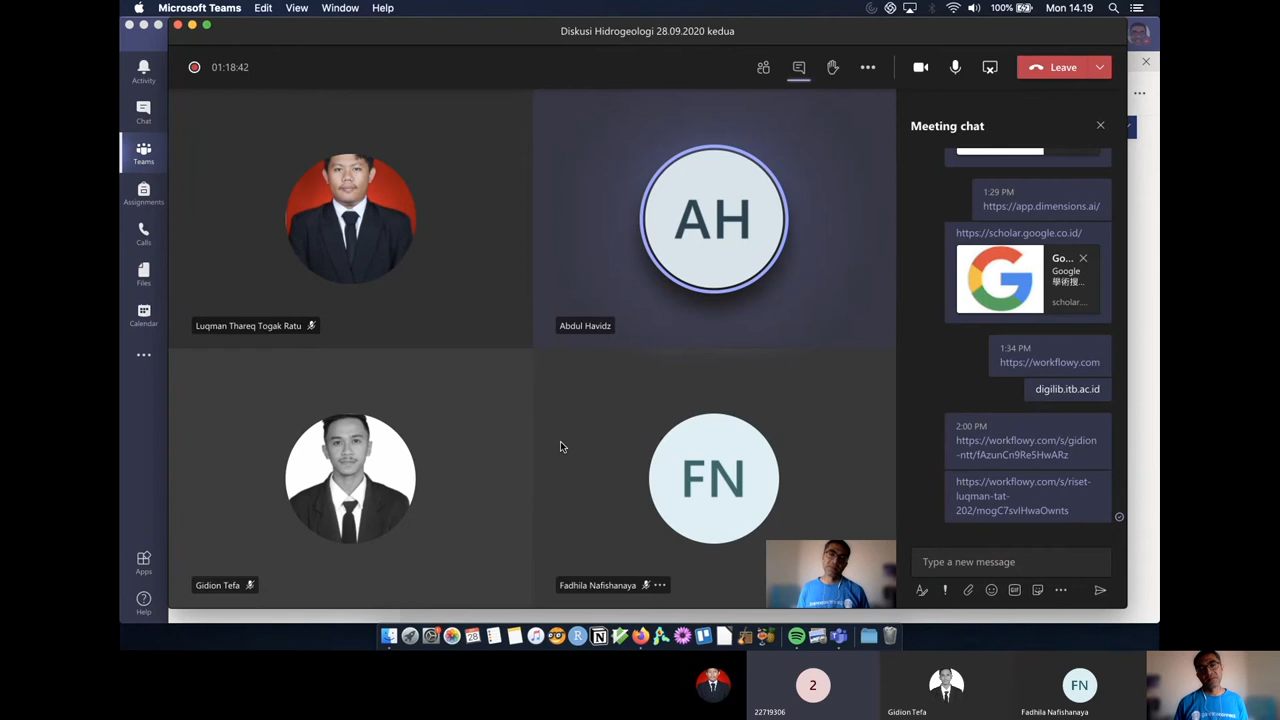 Microsoft Teams Edit View Window Help
100% Mon 14.19
Diskusi Hidrogeologi 28.09.2020 kedua
01:18:42
Leave
Activity
Chat
Teams
Assignments
Calls
Files
Calendar
Apps
Help
AH
Luqman Thareq Togak Ratu
Abdul Havidz
FN
Gidion Tefa
Fadhila Nafishanaya
Meeting chat
1:29 PM
https://app.dimensions.ai/
https://scholar.google.co.id/
Go...
Google
學術搜...
scholar....
1:34 PM
https://workflowy.com
digilib.itb.ac.id
2:00 PM
https://workflowy.com/s/gidion
-ntt/fAzunCn9Re5HwARz
https://workflowy.com/s/riset-
luqman-tat-
202/mogC7svIHwaOwnts
Type a new message
GIF
28
2
22719306
Gidion Tefa
FN
Fadhila Nafishanaya